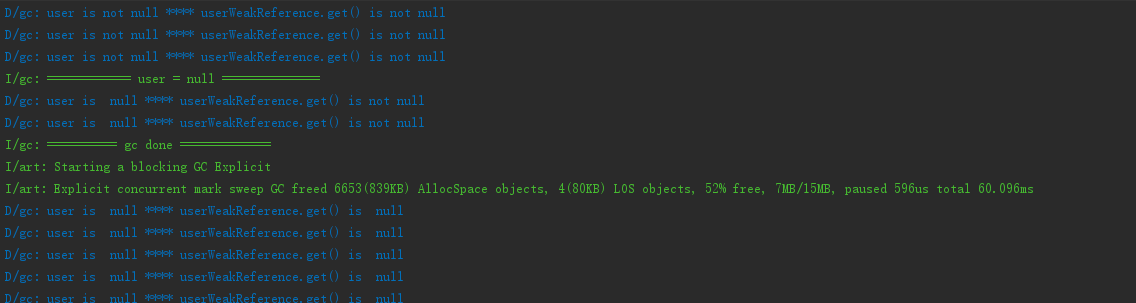 D/gc: user is not null **** userWeakReference.get() is not null
D/gc: user is not null **** userWeakReference.get() is not null
D/gc: user is not null **** userWeakReference.get() is not null
I/gc: ============ user = null ==============
D/gc: user is  null **** userWeakReference.get() is not null
D/gc: user is  null **** userWeakReference.get() is not null
I/gc: ========== gc done =============
I/art: Starting a blocking GC Explicit
I/art: Explicit concurrent mark sweep GC freed 6653(839KB) AllocSpace objects, 4(80KB) LOS objects, 52% free, 7MB/15MB, paused 596us total 60.096ms
D/gc: user is  null **** userWeakReference.get() is  null
D/gc: user is  null **** userWeakReference.get() is  null
D/gc: user is  null **** userWeakReference.get() is  null
D/gc: user is  null **** userWeakReference.get() is  null
D/gc: user is  null **** userWeakReference.get() is  null